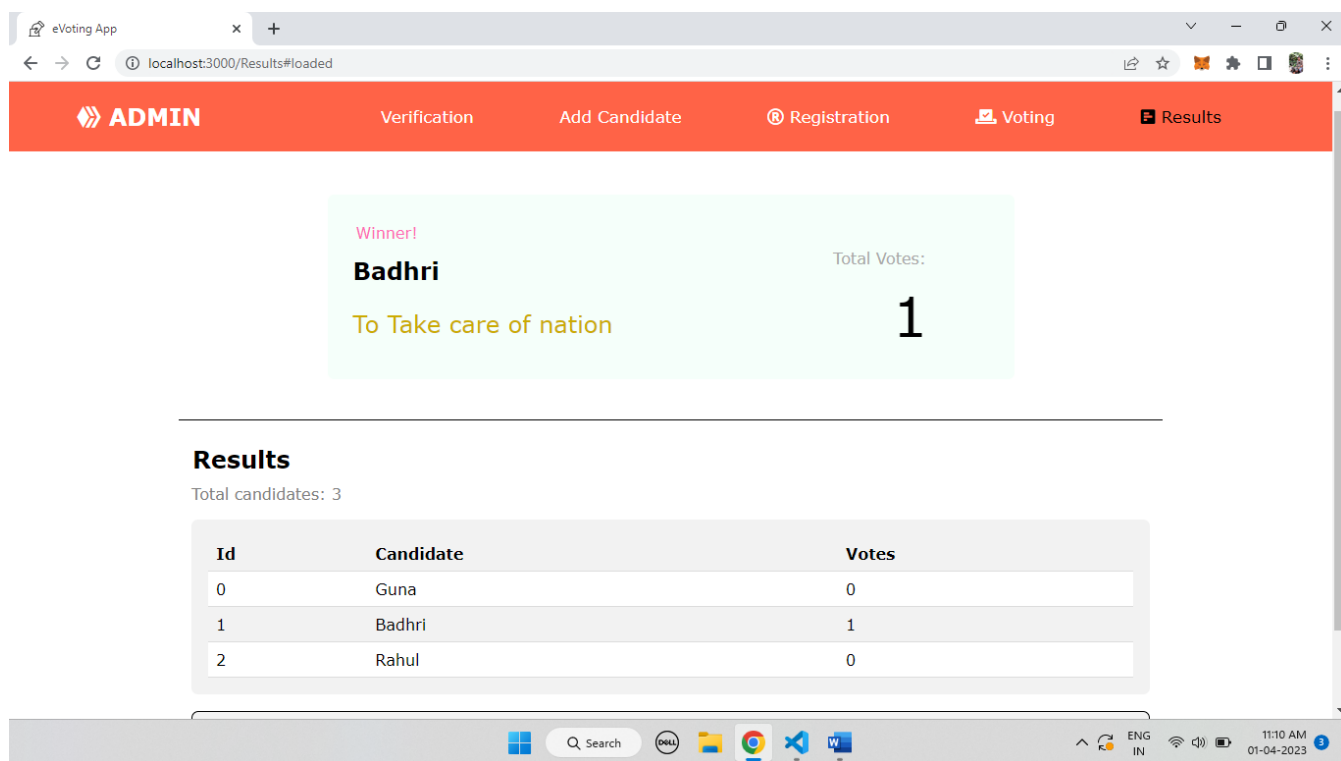 eVoting App
localhost:3000/Results#loaded
ADMIN Verification Add Candidate ® Registration Voting Results
Winner!
Badhri
To Take care of nation
Total Votes:
1
Results
Total candidates: 3
Id Candidate Votes
0 Guna 0
1 Badhri 1
2 Rahul 0
Search DELL W ENG IN 11:10 AM 01-04-2023 3